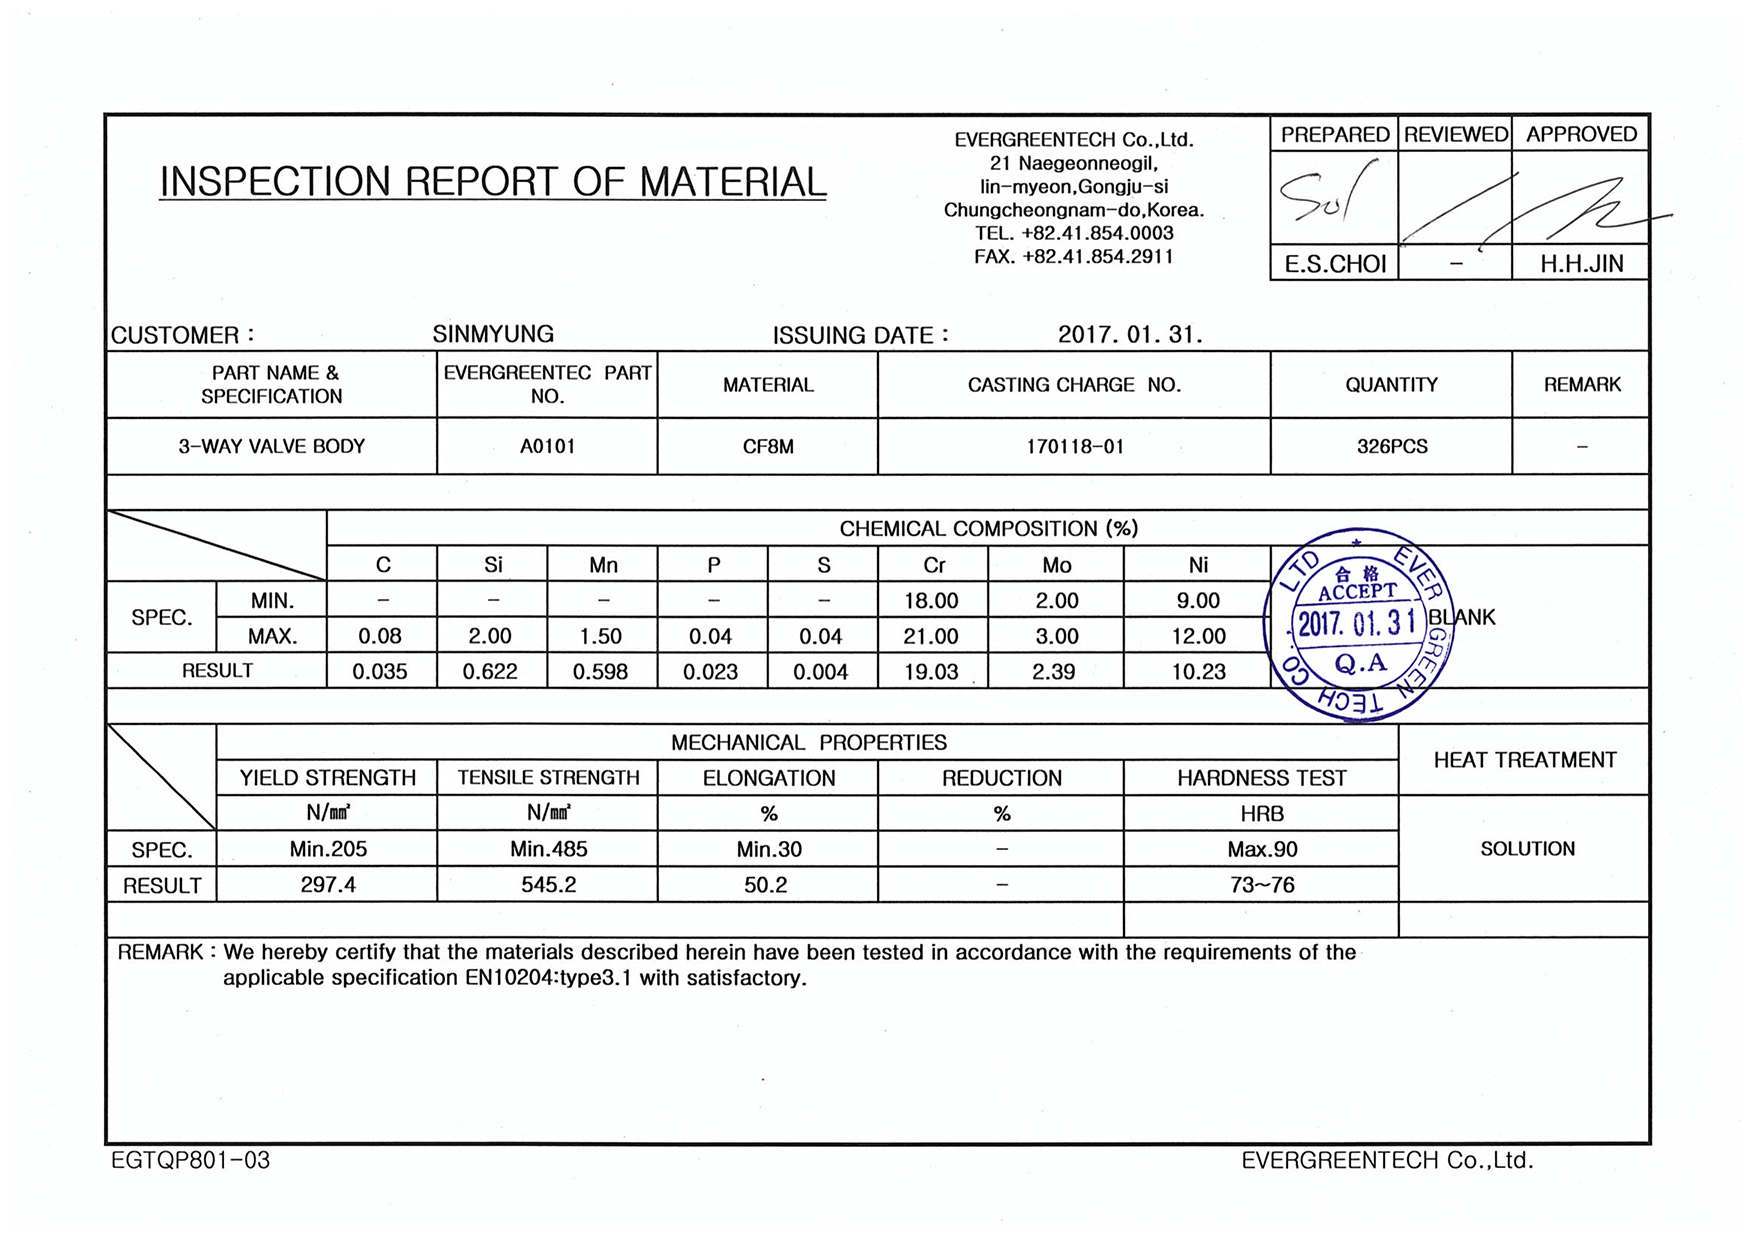 INSPECTION REPORT OF MATERIAL
EVERGREENTECH Co.,Ltd.
21 Naegeonneogil,
Iin-myeon,Gongju-si
Chungcheongnam-do,Korea.
TEL. +82.41.854.0003
FAX. +82.41.854.2911
PREPARED REVIEWED APPROVED
Sol
E.S.CHOI - H.H.JIN
CUSTOMER : SINMYUNG ISSUING DATE : 2017. 01. 31.
PART NAME & SPECIFICATION EVERGREENTEC PART NO. MATERIAL CASTING CHARGE NO. QUANTITY REMARK
3-WAY VALVE BODY A0101 CF8M 170118-01 326PCS -
CHEMICAL COMPOSITION (%)
C Si Mn P S Cr Mo Ni
SPEC. MIN. - - - - - 18.00 2.00 9.00
MAX. 0.08 2.00 1.50 0.04 0.04 21.00 3.00 12.00
RESULT 0.035 0.622 0.598 0.023 0.004 19.03 2.39 10.23
BLANK
EVER GREEN TECH CO. LTD
合格
ACCEPT
2017. 01. 31
Q.A
MECHANICAL PROPERTIES HEAT TREATMENT
YIELD STRENGTH TENSILE STRENGTH ELONGATION REDUCTION HARDNESS TEST
N/㎟ N/㎟ % % HRB
SPEC. Min.205 Min.485 Min.30 - Max.90 SOLUTION
RESULT 297.4 545.2 50.2 - 73~76
REMARK : We hereby certify that the materials described herein have been tested in accordance with the requirements of the
applicable specification EN10204:type3.1 with satisfactory.
EGTQP801-03 EVERGREENTECH Co.,Ltd.